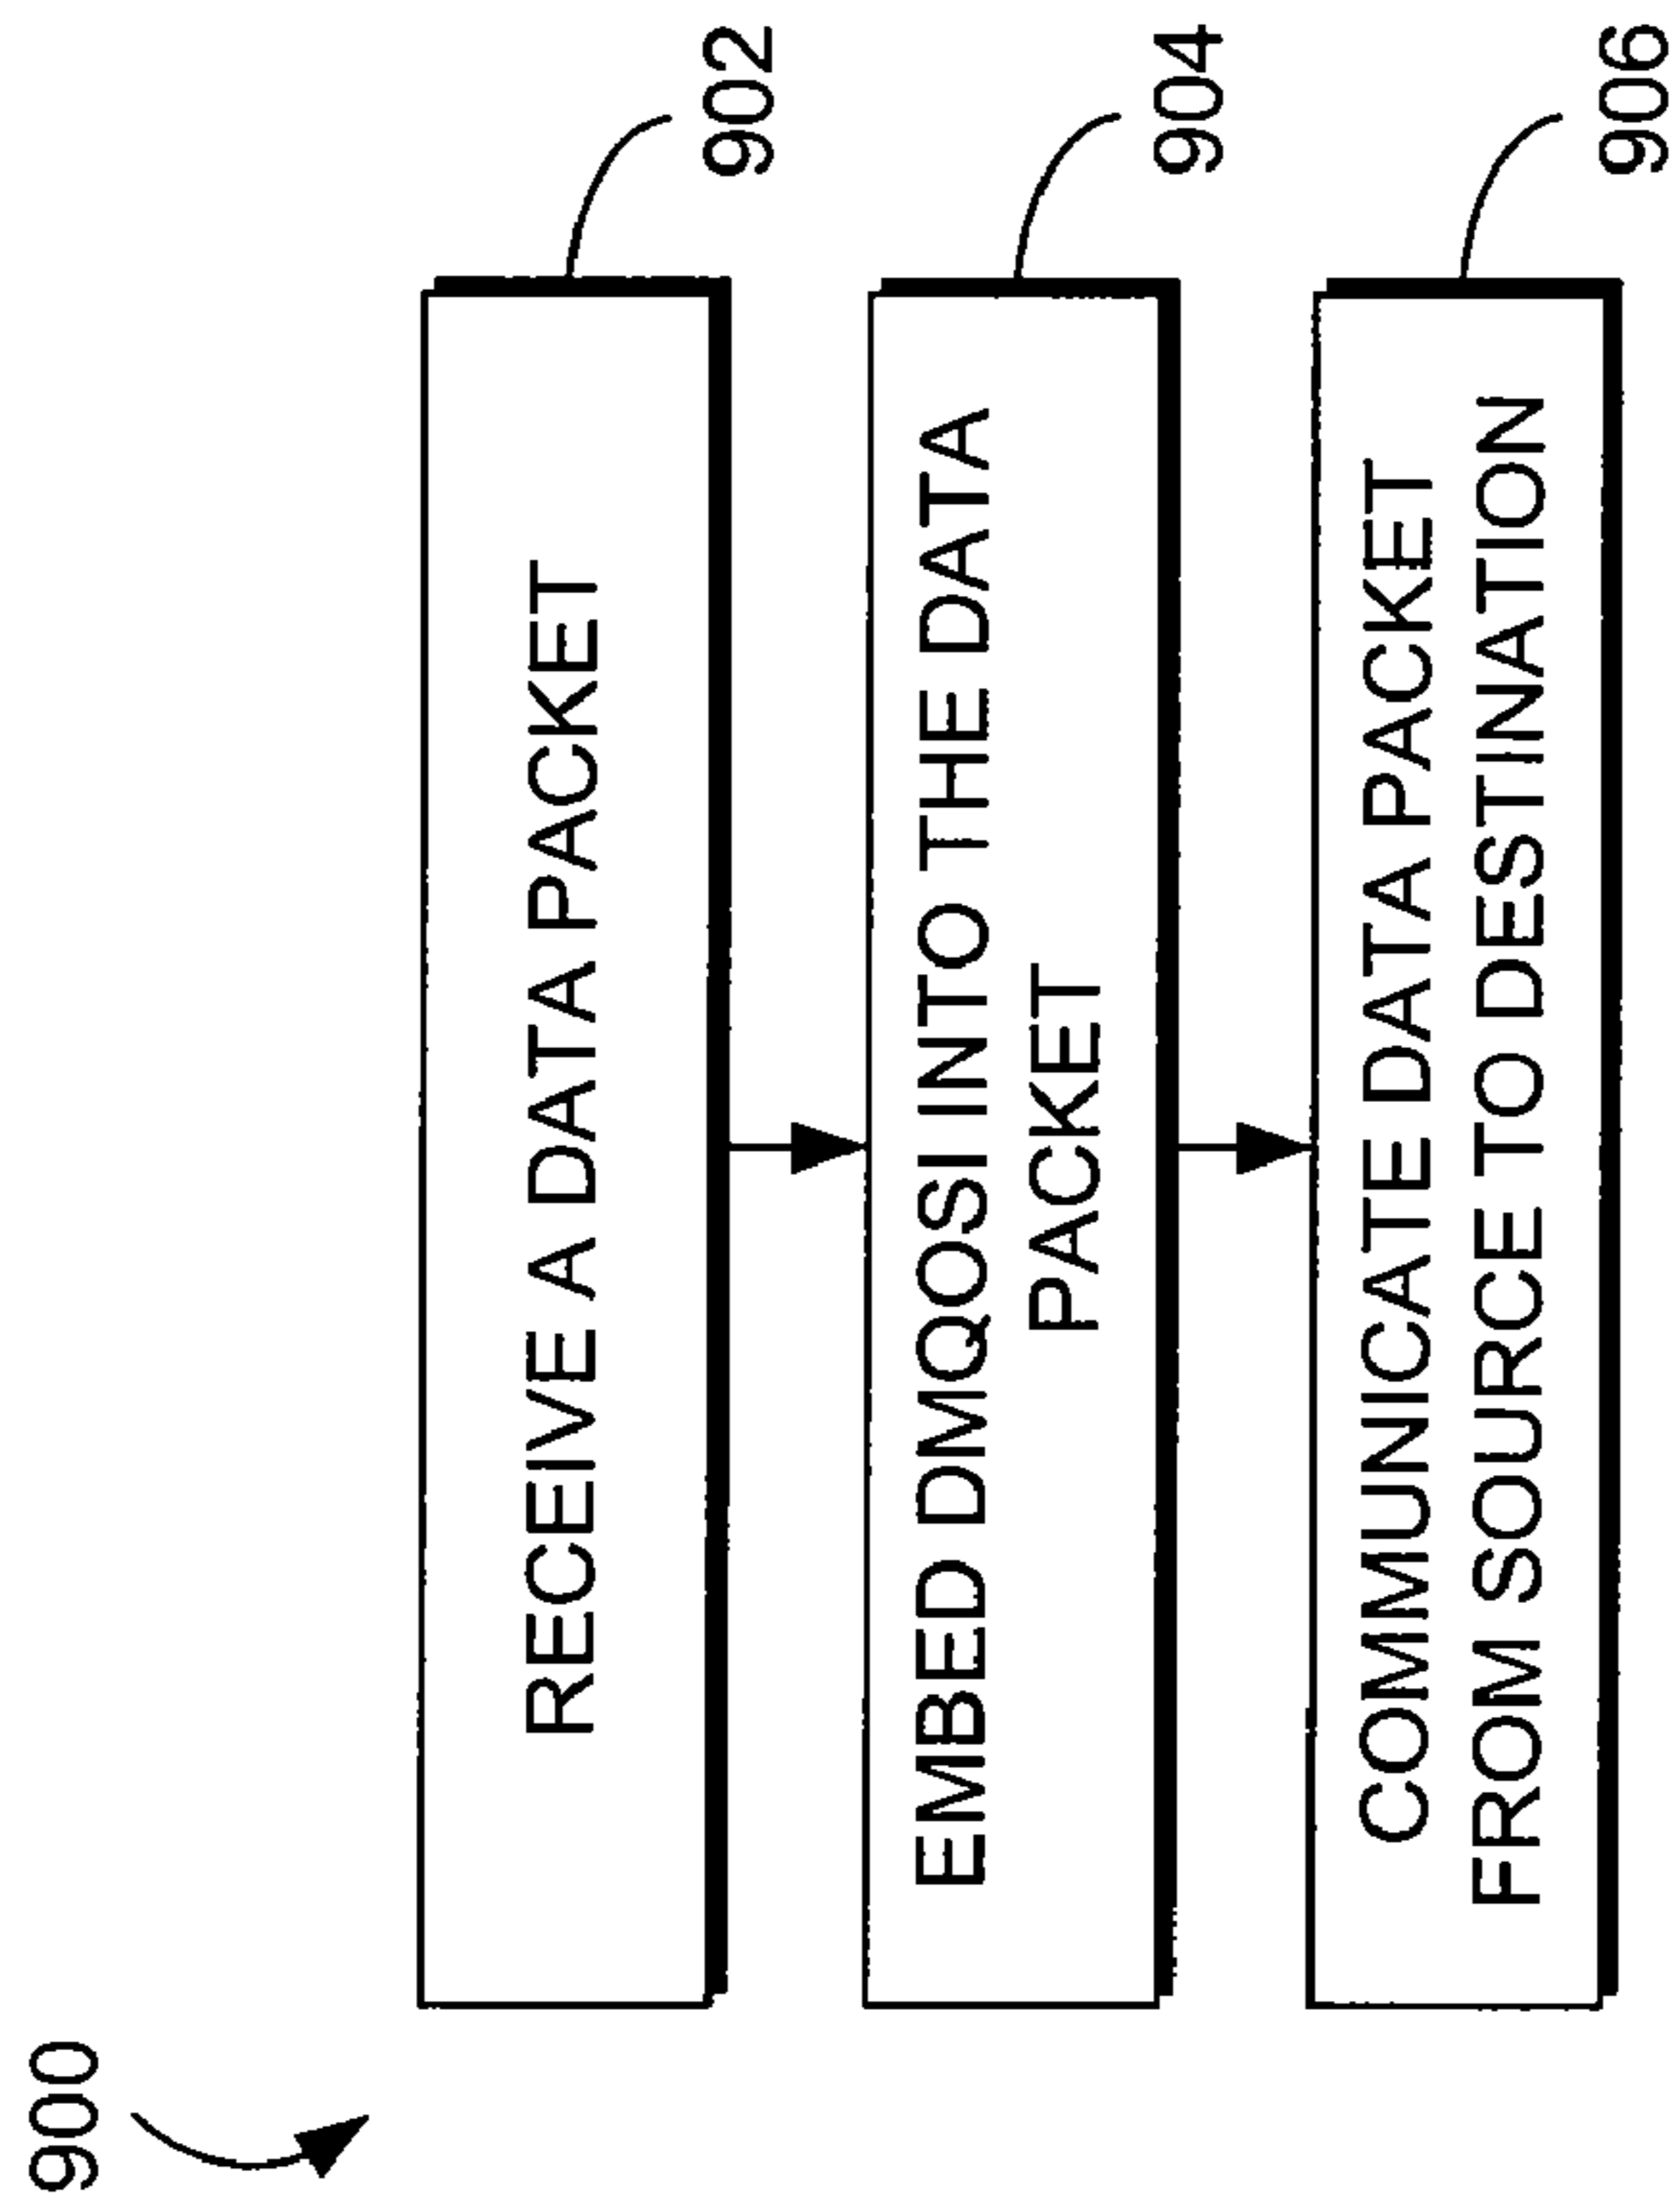 900
RECEIVE A DATA PACKET
902
EMBED DMQOSI INTO THE DATA
PACKET
904
COMMUNICATE DATA PACKET
FROM SOURCE TO DESTINATION
906